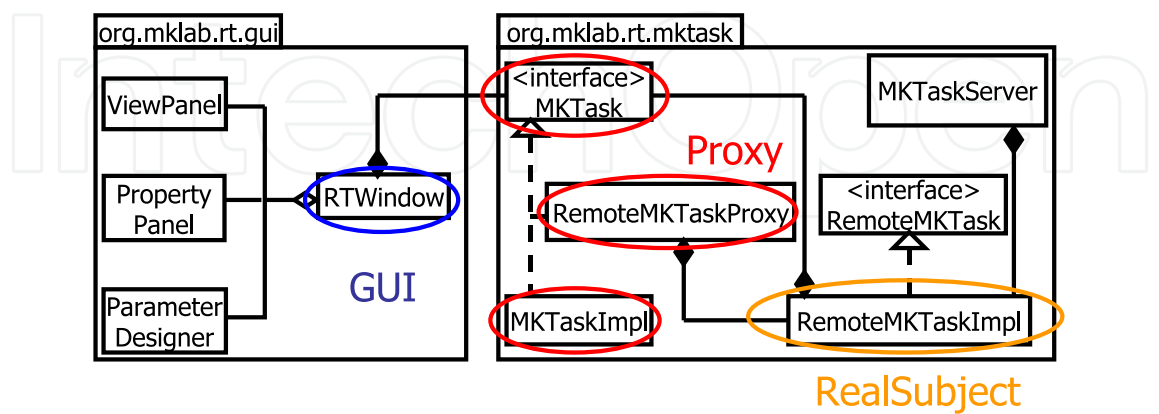 IntechOpen
org.mklab.rt.gui
ViewPanel
Property
Panel
Parameter
Designer
RTWindow
GUI
org.mklab.rt.mktask
<interface>
MKTask
MKTaskServer
Proxy
RemoteMKTaskProxy
<interface>
RemoteMKTask
MKTaskImpl
RemoteMKTaskImpl
RealSubject